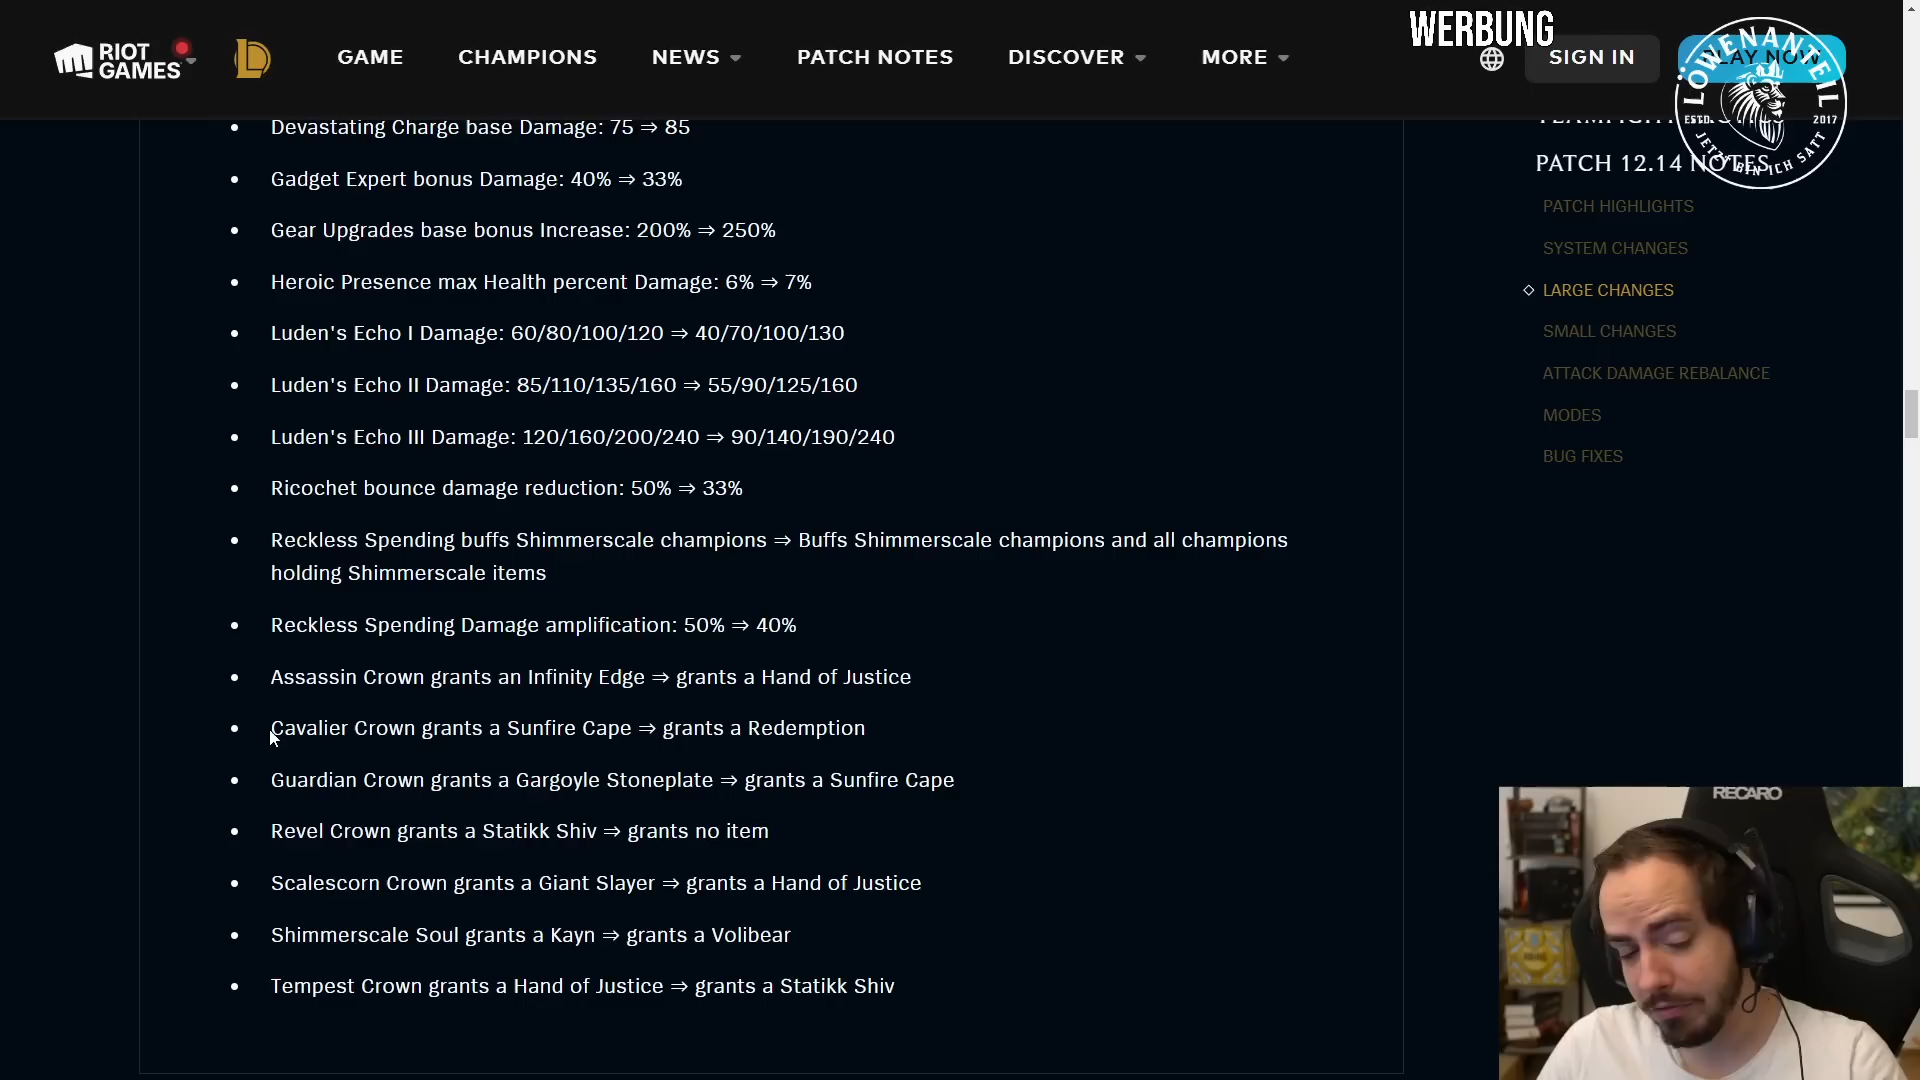 WERBUNG
RIOT GAMES
GAME
CHAMPIONS
NEWS
PATCH NOTES
DISCOVER
MORE
SIGN IN
PLAY NOW
LÖWENANTEIL
ESTD.
2017
JETZT BIN ICH SATT
Devastating Charge base Damage: 75 ⇒ 85
Gadget Expert bonus Damage: 40% ⇒ 33%
Gear Upgrades base bonus Increase: 200% ⇒ 250%
Heroic Presence max Health percent Damage: 6% ⇒ 7%
Luden's Echo I Damage: 60/80/100/120 ⇒ 40/70/100/130
Luden's Echo II Damage: 85/110/135/160 ⇒ 55/90/125/160
Luden's Echo III Damage: 120/160/200/240 ⇒ 90/140/190/240
Ricochet bounce damage reduction: 50% ⇒ 33%
Reckless Spending buffs Shimmerscale champions ⇒ Buffs Shimmerscale champions and all champions
holding Shimmerscale items
Reckless Spending Damage amplification: 50% ⇒ 40%
Assassin Crown grants an Infinity Edge ⇒ grants a Hand of Justice
Cavalier Crown grants a Sunfire Cape ⇒ grants a Redemption
Guardian Crown grants a Gargoyle Stoneplate ⇒ grants a Sunfire Cape
Revel Crown grants a Statikk Shiv ⇒ grants no item
Scalescorn Crown grants a Giant Slayer ⇒ grants a Hand of Justice
Shimmerscale Soul grants a Kayn ⇒ grants a Volibear
Tempest Crown grants a Hand of Justice ⇒ grants a Statikk Shiv
PATCH 12.14 NOTES
PATCH HIGHLIGHTS
SYSTEM CHANGES
LARGE CHANGES
SMALL CHANGES
ATTACK DAMAGE REBALANCE
MODES
BUG FIXES
RECARO